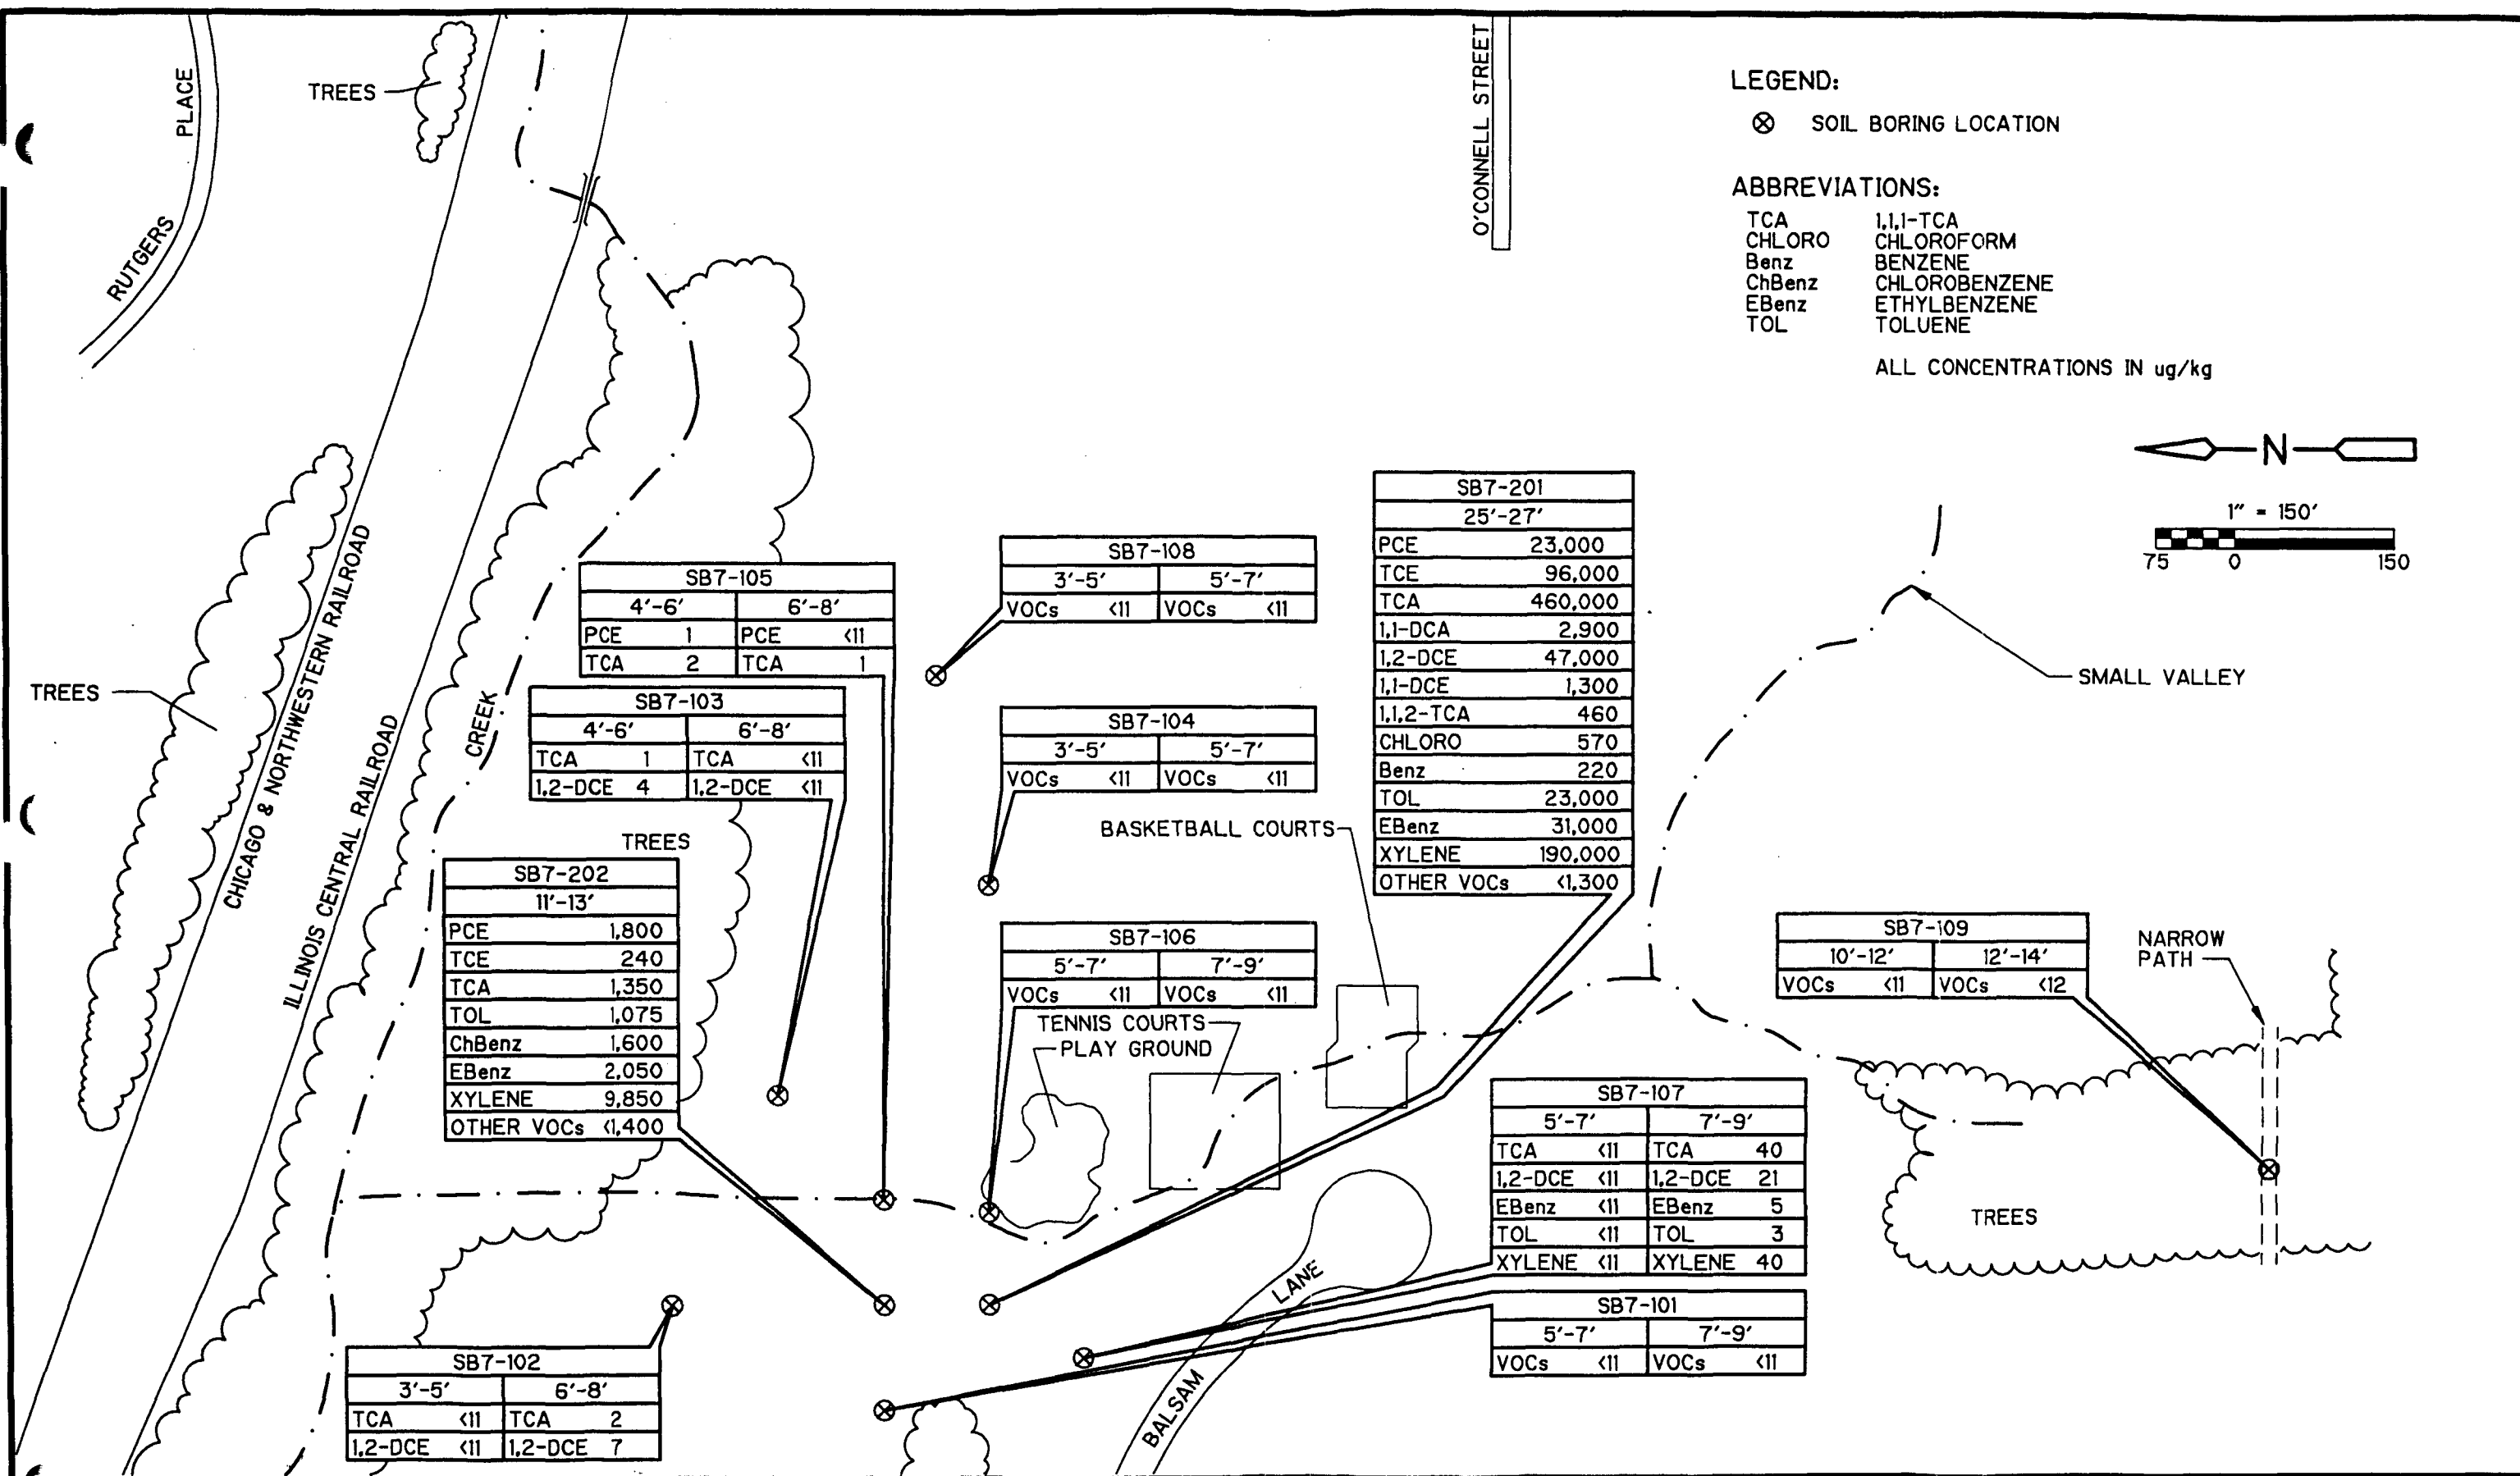 TREES
PLACE
RUTGERS
O'CONNELL STREET
LEGEND:
SOIL BORING LOCATION
ABBREVIATIONS:
TCA 1,1,1-TCA
CHLORO CHLOROFORM
Benz BENZENE
ChBenz CHLOROBENZENE
EBenz ETHYLBENZENE
TOL TOLUENE
ALL CONCENTRATIONS IN ug/kg
N
1" = 150'
75 0 150
SMALL VALLEY
TREES
CHICAGO & NORTHWESTERN RAILROAD
ILLINOIS CENTRAL RAILROAD
CREEK
SB7-105
4'-6' 6'-8'
PCE 1 PCE <11
TCA 2 TCA 1
SB7-103
4'-6' 6'-8'
TCA 1 TCA <11
1,2-DCE 4 1,2-DCE <11
TREES
SB7-202
11'-13'
PCE 1,800
TCE 240
TCA 1,350
TOL 1,075
ChBenz 1,600
EBenz 2,050
XYLENE 9,850
OTHER VOCs <1,400
SB7-102
3'-5' 6'-8'
TCA <11 TCA 2
1,2-DCE <11 1,2-DCE 7
SB7-108
3'-5' 5'-7'
VOCs <11 VOCs <11
SB7-104
3'-5' 5'-7'
VOCs <11 VOCs <11
BASKETBALL COURTS
SB7-106
5'-7' 7'-9'
VOCs <11 VOCs <11
TENNIS COURTS
PLAY GROUND
SB7-201
25'-27'
PCE 23,000
TCE 96,000
TCA 460,000
1,1-DCA 2,900
1,2-DCE 47,000
1,1-DCE 1,300
1,1,2-TCA 460
CHLORO 570
Benz 220
TOL 23,000
EBenz 31,000
XYLENE 190,000
OTHER VOCs <1,300
SB7-109
10'-12' 12'-14'
VOCs <11 VOCs <12
NARROW
PATH
TREES
SB7-107
5'-7' 7'-9'
TCA <11 TCA 40
1,2-DCE <11 1,2-DCE 21
EBenz <11 EBenz 5
TOL <11 TOL 3
XYLENE <11 XYLENE 40
SB7-101
5'-7' 7'-9'
VOCs <11 VOCs <11
BALSAM LANE